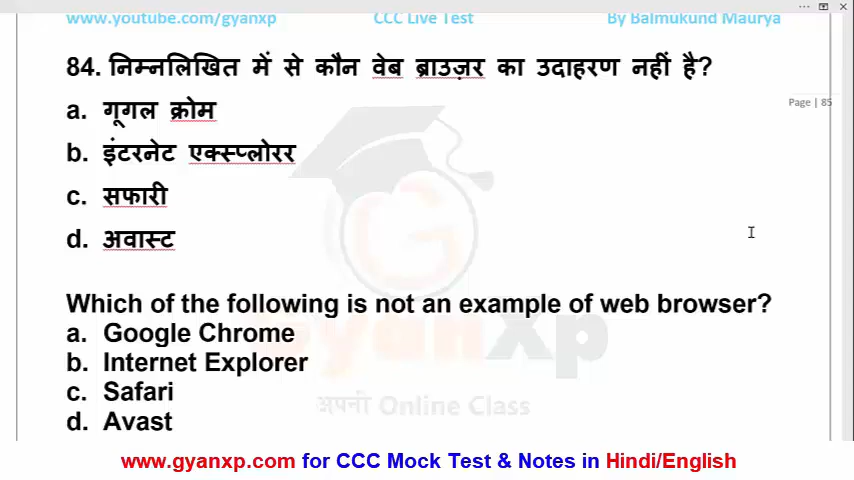 www.youtube.com/gyanxp CCC Live Test By Balmukund Maurya
84. निम्नलिखित में से कौन वेब ब्राउज़र का उदाहरण नहीं है?
Page | 85
a. गूगल क्रोम
b. इंटरनेट एक्स्प्लोरर
c. सफारी
d. अवास्ट
Which of the following is not an example of web browser?
a. Google Chrome
b. Internet Explorer
c. Safari
d. Avast
GyanXp
अपनी Online Class
www.gyanxp.com for CCC Mock Test & Notes in Hindi/English